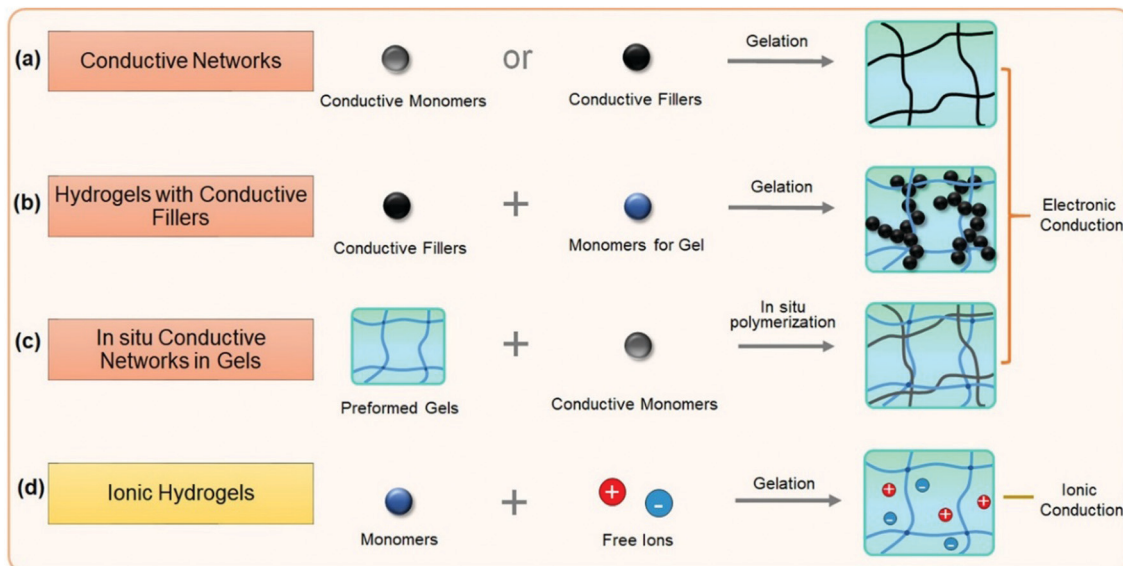 (a)
Conductive Networks
Conductive Monomers
or
Conductive Fillers
Gelation
(b)
Hydrogels with Conductive
Fillers
Conductive Fillers
+
Monomers for Gel
Gelation
Electronic
Conduction
(c)
In situ Conductive
Networks in Gels
Preformed Gels
+
Conductive Monomers
In situ
polymerization
(d)
Ionic Hydrogels
Monomers
+
+
-
Free Ions
Gelation
+
-
+
-
+
-
Ionic
Conduction